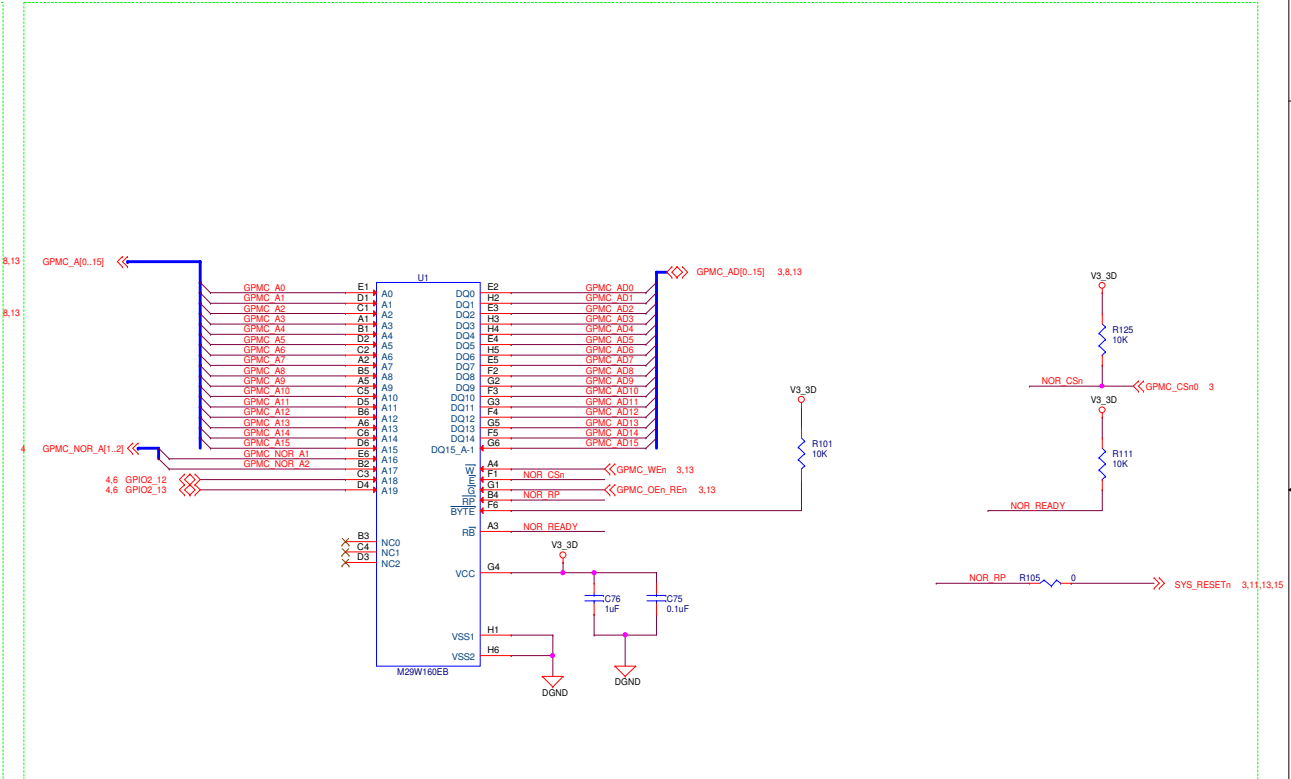 8,13 GPMC_A[0..15]
8,13
4 GPMC_NOR_A[1..2]
4,6 GPIO2_12
4,6 GPIO2_13
GPMC_A0
GPMC_A1
GPMC_A2
GPMC_A3
GPMC_A4
GPMC_A5
GPMC_A6
GPMC_A7
GPMC_A8
GPMC_A9
GPMC_A10
GPMC_A11
GPMC_A12
GPMC_A13
GPMC_A14
GPMC_A15
GPMC_NOR_A1
GPMC_NOR_A2
U1
E1 A0
D1 A1
C1 A2
A1 A3
B1 A4
D2 A5
C2 A6
A2 A7
B5 A8
A5 A9
C5 A10
D5 A11
B6 A12
A6 A13
C6 A14
D6 A15
E6 A16
B2 A17
C3 A18
D4 A19
B3 NC0
C4 NC1
D3 NC2
DQ0 E2 GPMC_AD0
DQ1 H2 GPMC_AD1
DQ2 E3 GPMC_AD2
DQ3 H3 GPMC_AD3
DQ4 H4 GPMC_AD4
DQ5 E4 GPMC_AD5
DQ6 H5 GPMC_AD6
DQ7 E5 GPMC_AD7
DQ8 F2 GPMC_AD8
DQ9 G2 GPMC_AD9
DQ10 F3 GPMC_AD10
DQ11 G3 GPMC_AD11
DQ12 F4 GPMC_AD12
DQ13 G5 GPMC_AD13
DQ14 F5 GPMC_AD14
DQ15_A-1 G6 GPMC_AD15
GPMC_AD[0..15] 3,8,13
W A4 GPMC_WEn 3,13
E F1 NOR_CSn
G G1 GPMC_OEn_REn 3,13
RP B4 NOR_RP
BYTE F6
RB A3 NOR_READY
VCC G4
VSS1 H1
VSS2 H6
M29W160EB
V3_3D
C76
1uF
C75
0.1uF
DGND
DGND
V3_3D
R101
10K
V3_3D
R125
10K
NOR_CSn GPMC_CSn0 3
V3_3D
R111
10K
NOR_READY
NOR_RP R105 0 SYS_RESETn 3,11,13,15